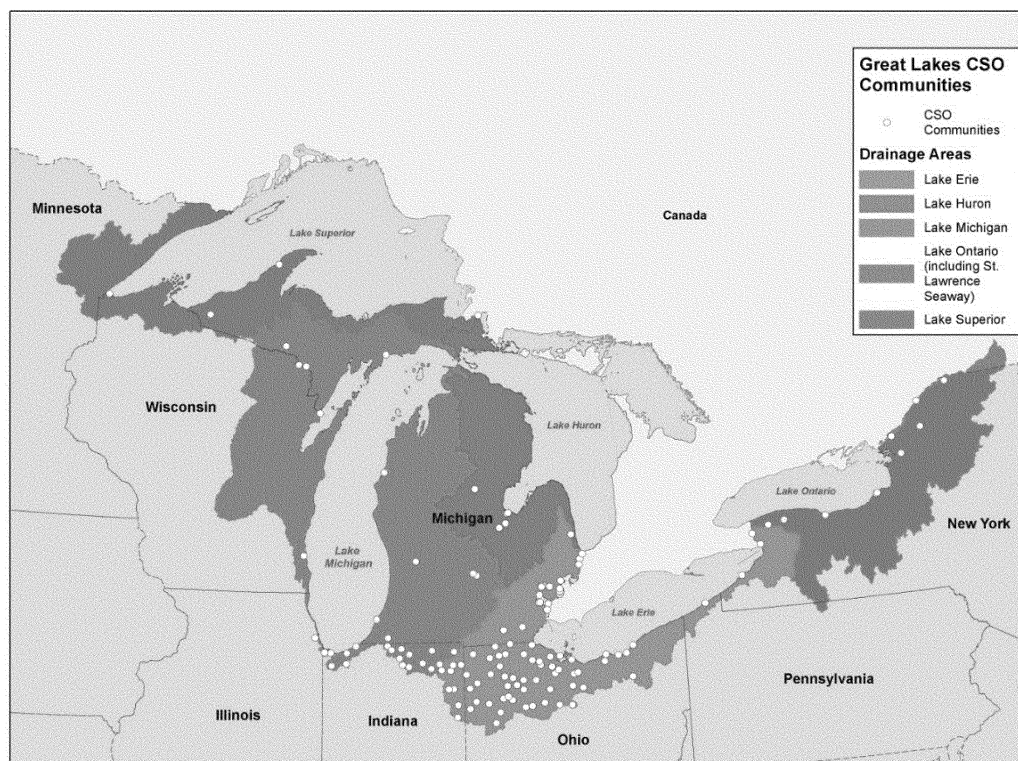 Great Lakes CSO
Communities
CSO
Communities
Drainage Areas
Lake Erie
Lake Huron
Lake Michigan
Lake Ontario
(including St.
Lawrence
Seaway)
Lake Superior
Minnesota
Canada
Lake Superior
Wisconsin
Lake Huron
Lake Ontario
Michigan
New York
Lake
Michigan
Lake Erie
Pennsylvania
Illinois
Indiana
Ohio